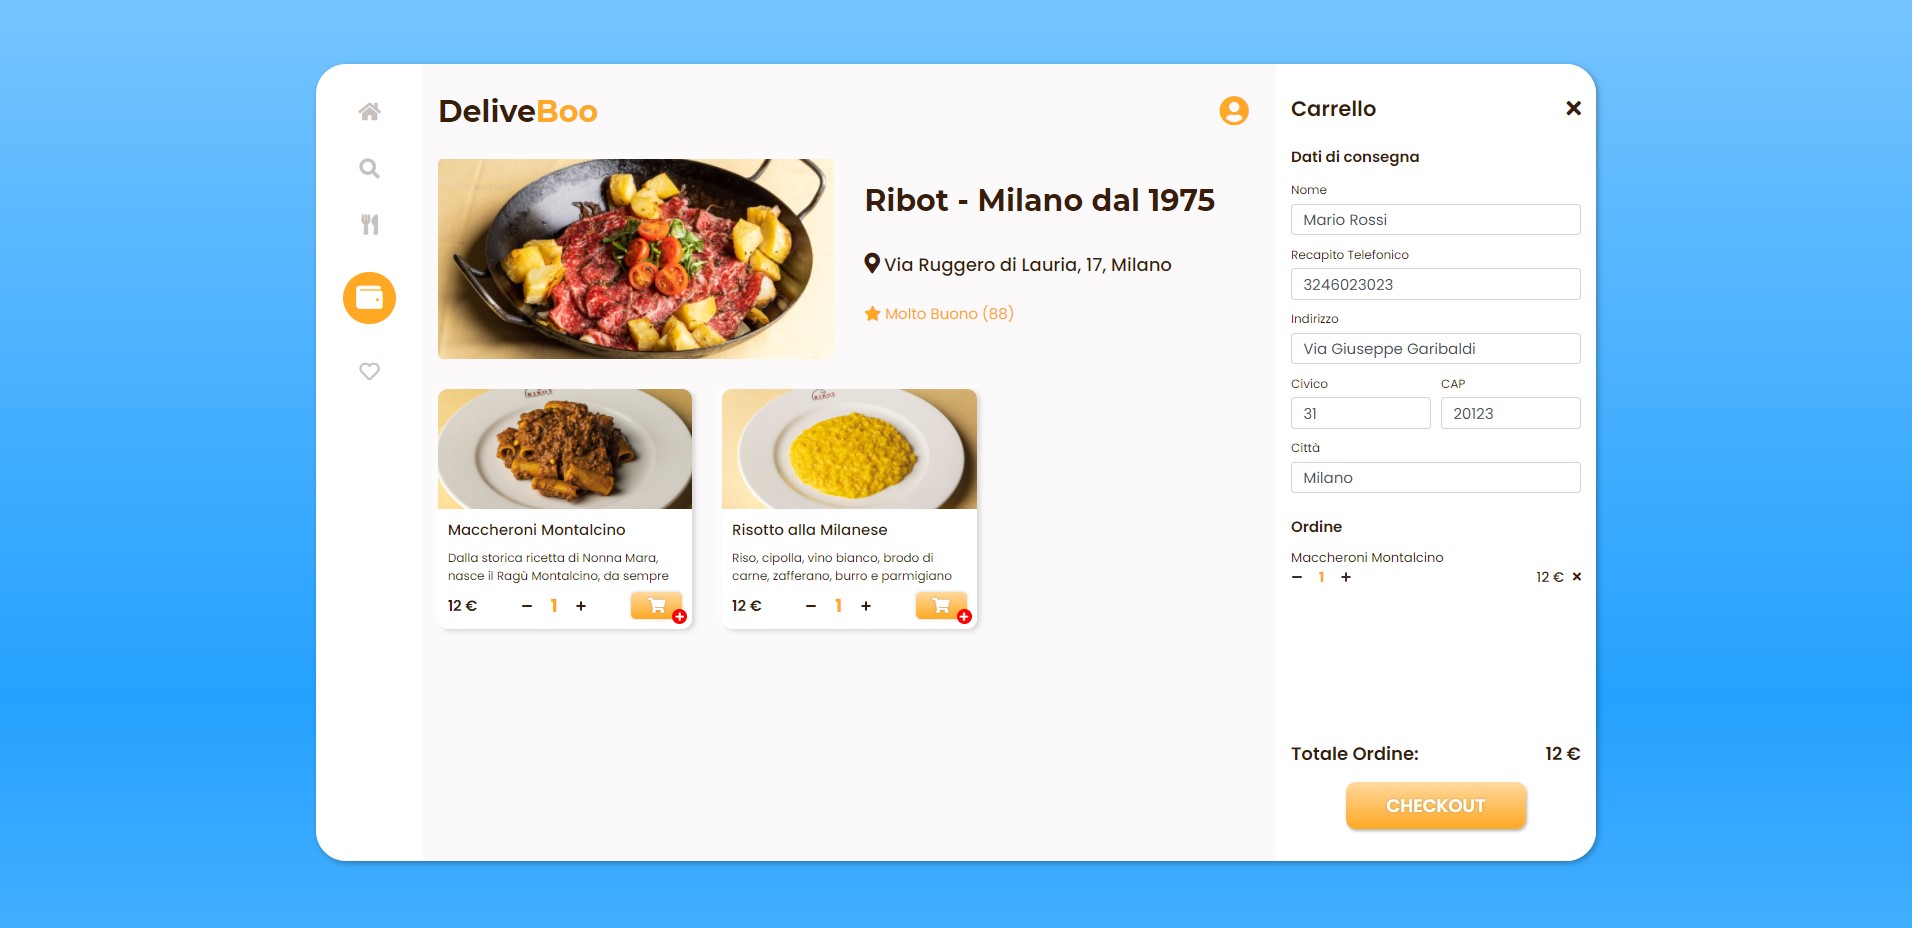 DeliveBoo
Ribot - Milano dal 1975
Via Ruggero di Lauria, 17, Milano
Molto Buono (88)
Maccheroni Montalcino
Dalla storica ricetta di Nonna Mara,
nasce il Ragù Montalcino, da sempre
12 € − 1 +
Risotto alla Milanese
Riso, cipolla, vino bianco, brodo di
carne, zafferano, burro e parmigiano
12 € − 1 +
Carrello
Dati di consegna
Nome
Mario Rossi
Recapito Telefonico
3246023023
Indirizzo
Via Giuseppe Garibaldi
Civico CAP
31 20123
Città
Milano
Ordine
Maccheroni Montalcino
− 1 + 12 €
Totale Ordine: 12 €
CHECKOUT